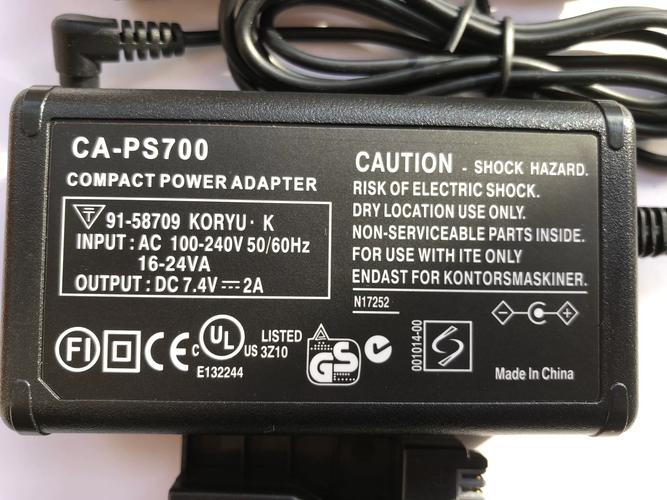 CA-PS700
COMPACT POWER ADAPTER
T 91-58709 KORYU · K
INPUT : AC 100-240V 50/60Hz
16-24VA
OUTPUT : DC 7.4V ⎓ 2A
FI CE c UL US LISTED 3Z10
E132244
GS
CAUTION - SHOCK HAZARD.
RISK OF ELECTRIC SHOCK.
DRY LOCATION USE ONLY.
NON-SERVICEABLE PARTS INSIDE.
FOR USE WITH ITE ONLY
ENDAST FOR KONTORSMASKINER.
N17252
001014-00
S
Made In China